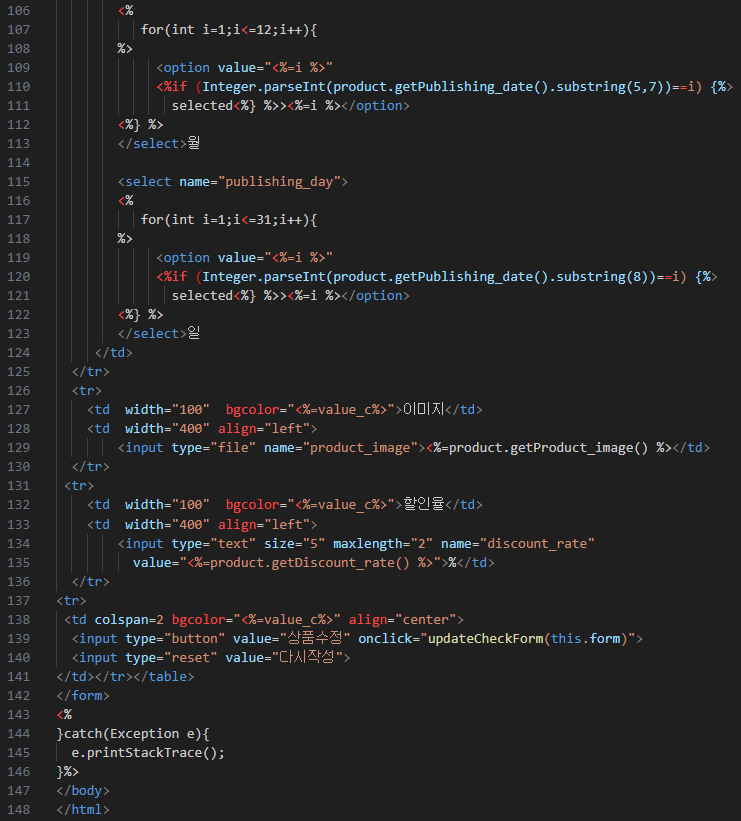 106 <%
107 for(int i=1;i<=12;i++){
108 %>
109 <option value="<%=i %>"
110 <%if (Integer.parseInt(product.getPublishing_date().substring(5,7))==i) {%>
111 selected<%} %>><%=i %></option>
112 <%} %>
113 </select>월
114
115 <select name="publishing_day">
116 <%
117 for(int i=1;i<=31;i++){
118 %>
119 <option value="<%=i %>"
120 <%if (Integer.parseInt(product.getPublishing_date().substring(8))==i) {%>
121 selected<%} %>><%=i %></option>
122 <%} %>
123 </select>일
124 </td>
125 </tr>
126 <tr>
127 <td  width="100"  bgcolor="<%=value_c%>">이미지</td>
128 <td  width="400" align="left">
129 <input type="file" name="product_image"><%=product.getProduct_image() %></td>
130 </tr>
131 <tr>
132 <td  width="100"  bgcolor="<%=value_c%>">할인율</td>
133 <td  width="400" align="left">
134 <input type="text" size="5" maxlength="2" name="discount_rate"
135 value="<%=product.getDiscount_rate() %>">%</td>
136 </tr>
137 <tr>
138 <td colspan=2 bgcolor="<%=value_c%>" align="center">
139 <input type="button" value="상품수정" onclick="updateCheckForm(this.form)">
140 <input type="reset" value="다시작성">
141 </td></tr></table>
142 </form>
143 <%
144 }catch(Exception e){
145 e.printStackTrace();
146 }%>
147 </body>
148 </html>